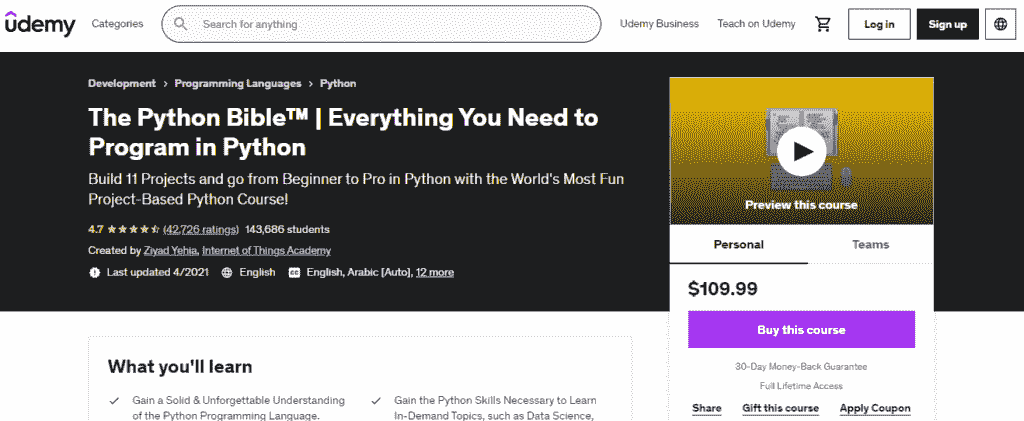 udemy
Categories
Search for anything
Udemy Business
Teach on Udemy
Log in
Sign up
Development > Programming Languages > Python
The Python Bible™ | Everything You Need to
Program in Python
Build 11 Projects and go from Beginner to Pro in Python with the World's Most Fun
Project-Based Python Course!
4.7 (42,726 ratings) 143,686 students
Created by Ziyad Yehia, Internet of Things Academy
Last updated 4/2021 English English, Arabic [Auto], 12 more
Preview this course
Personal
Teams
$109.99
Buy this course
30-Day Money-Back Guarantee
Full Lifetime Access
Share
Gift this course
Apply Coupon
What you'll learn
Gain a Solid & Unforgettable Understanding
of the Python Programming Language.
Gain the Python Skills Necessary to Learn
In-Demand Topics, such as Data Science,